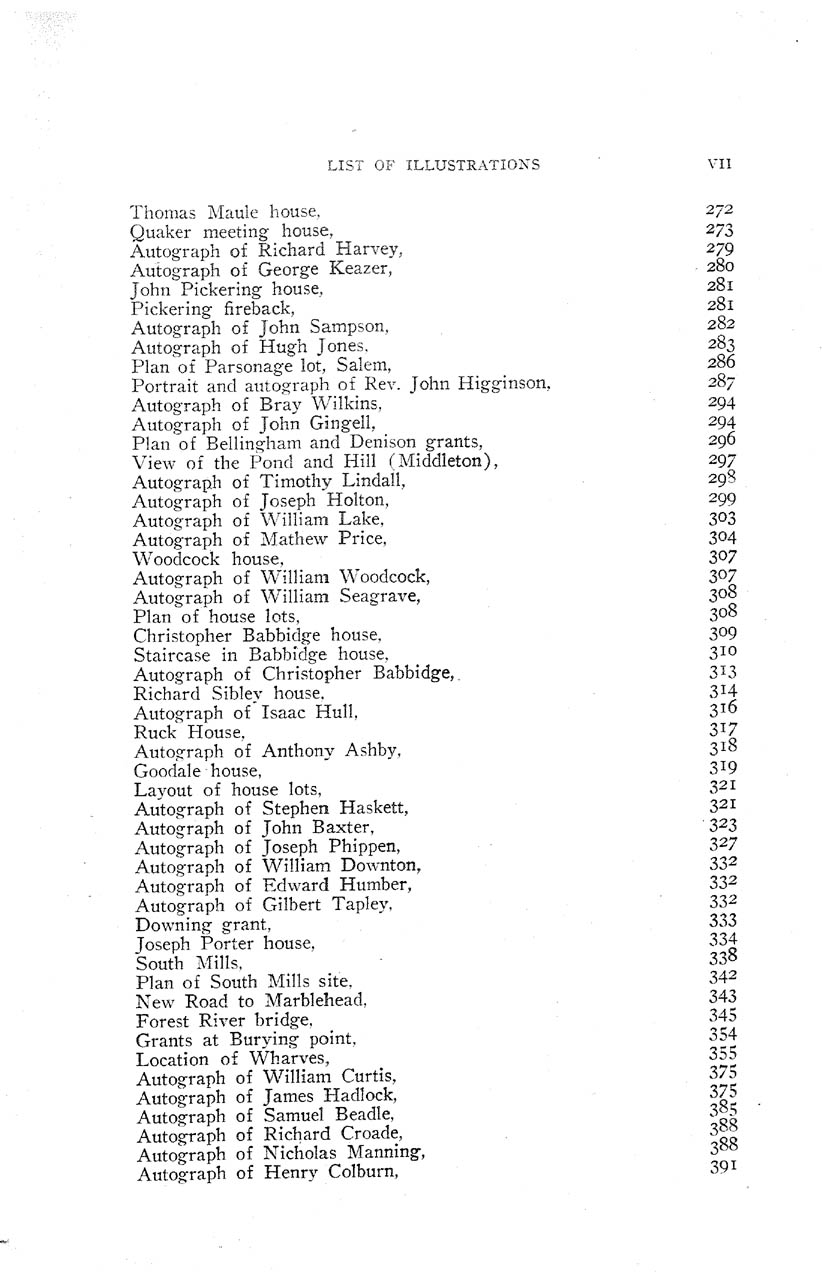 LIST OF ILLUSTRATIONS VII
Thomas Maule house, 272
Quaker meeting house, 273
Autograph of Richard Harvey, 279
Autograph of George Keazer, 280
John Pickering house, 281
Pickering fireback, 281
Autograph of John Sampson, 282
Autograph of Hugh Jones, 283
Plan of Parsonage lot, Salem, 286
Portrait and autograph of Rev. John Higginson, 287
Autograph of Bray Wilkins, 294
Autograph of John Gingell, 294
Plan of Bellingham and Denison grants, 296
View of the Pond and Hill (Middleton), 297
Autograph of Timothy Lindall, 298
Autograph of Joseph Holton, 299
Autograph of William Lake, 303
Autograph of Mathew Price, 304
Woodcock house, 307
Autograph of William Woodcock, 307
Autograph of William Seagrave, 308
Plan of house lots, 308
Christopher Babbidge house, 309
Staircase in Babbidge house, 310
Autograph of Christopher Babbidge, 313
Richard Sibley house, 314
Autograph of Isaac Hull, 316
Ruck House, 317
Autograph of Anthony Ashby, 318
Goodale house, 319
Layout of house lots, 321
Autograph of Stephen Haskett, 321
Autograph of John Baxter, 323
Autograph of Joseph Phippen, 327
Autograph of William Downton, 332
Autograph of Edward Humber, 332
Autograph of Gilbert Tapley, 332
Downing grant, 333
Joseph Porter house, 334
South Mills, 338
Plan of South Mills site, 342
New Road to Marblehead, 343
Forest River bridge, 345
Grants at Burying point, 354
Location of Wharves, 355
Autograph of William Curtis, 375
Autograph of James Hadlock, 375
Autograph of Samuel Beadle, 385
Autograph of Richard Croade, 388
Autograph of Nicholas Manning, 388
Autograph of Henry Colburn, 391